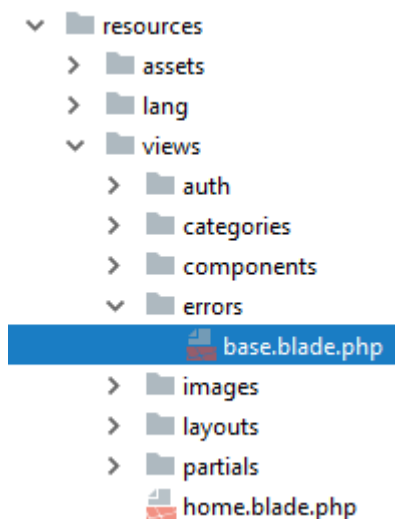 resources
assets
lang
views
auth
categories
components
errors
base.blade.php
images
layouts
partials
home.blade.php